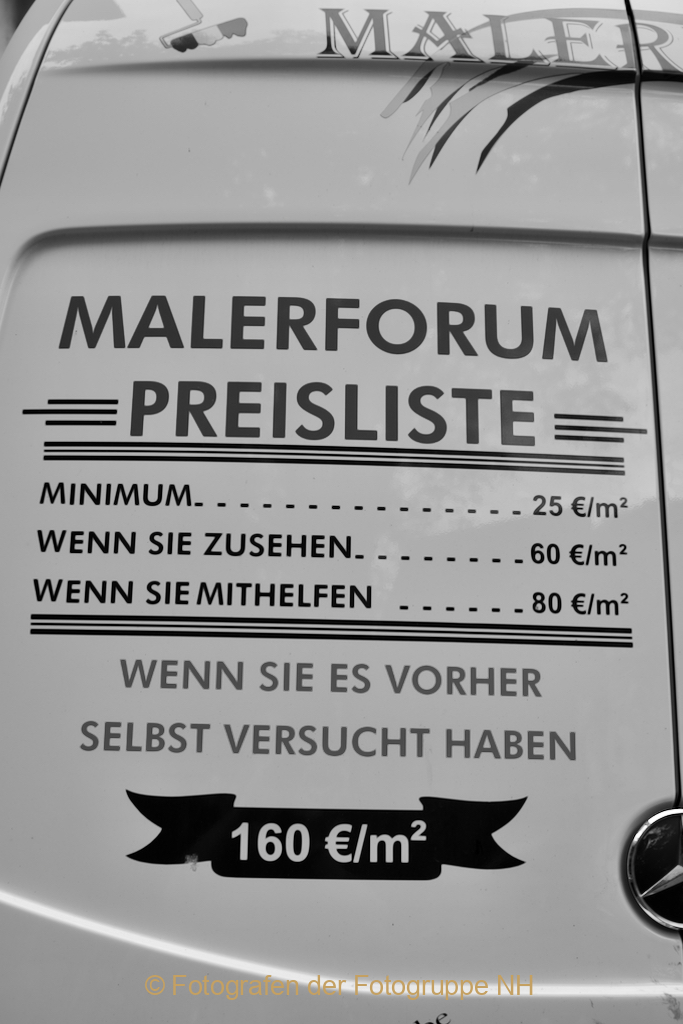 MALER
MALERFORUM
PREISLISTE
MINIMUM 25 €/m²
WENN SIE ZUSEHEN 60 €/m²
WENN SIE MITHELFEN 80 €/m²
WENN SIE ES VORHER
SELBST VERSUCHT HABEN
160 €/m²
© Fotografen der Fotogruppe NH